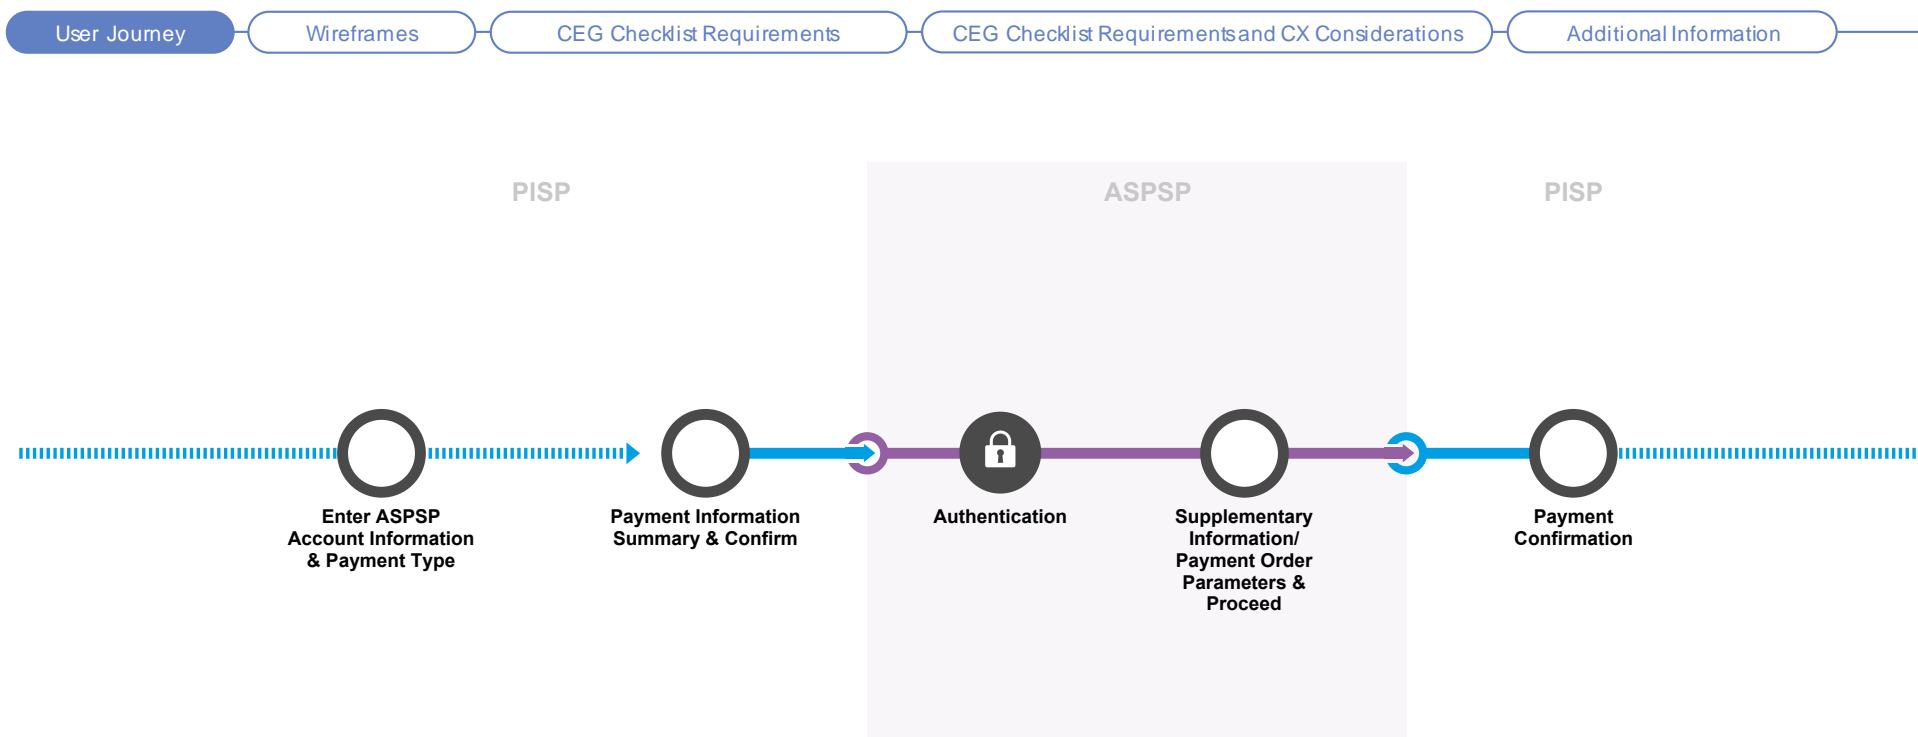 User Journey
Wireframes
CEG Checklist Requirements
CEG Checklist Requirements and CX Considerations
Additional Information
PISP
ASPSP
PISP
Enter ASPSP
Account Information
& Payment Type
Payment Information
Summary & Confirm
Authentication
Supplementary
Information/
Payment Order
Parameters &
Proceed
Payment
Confirmation